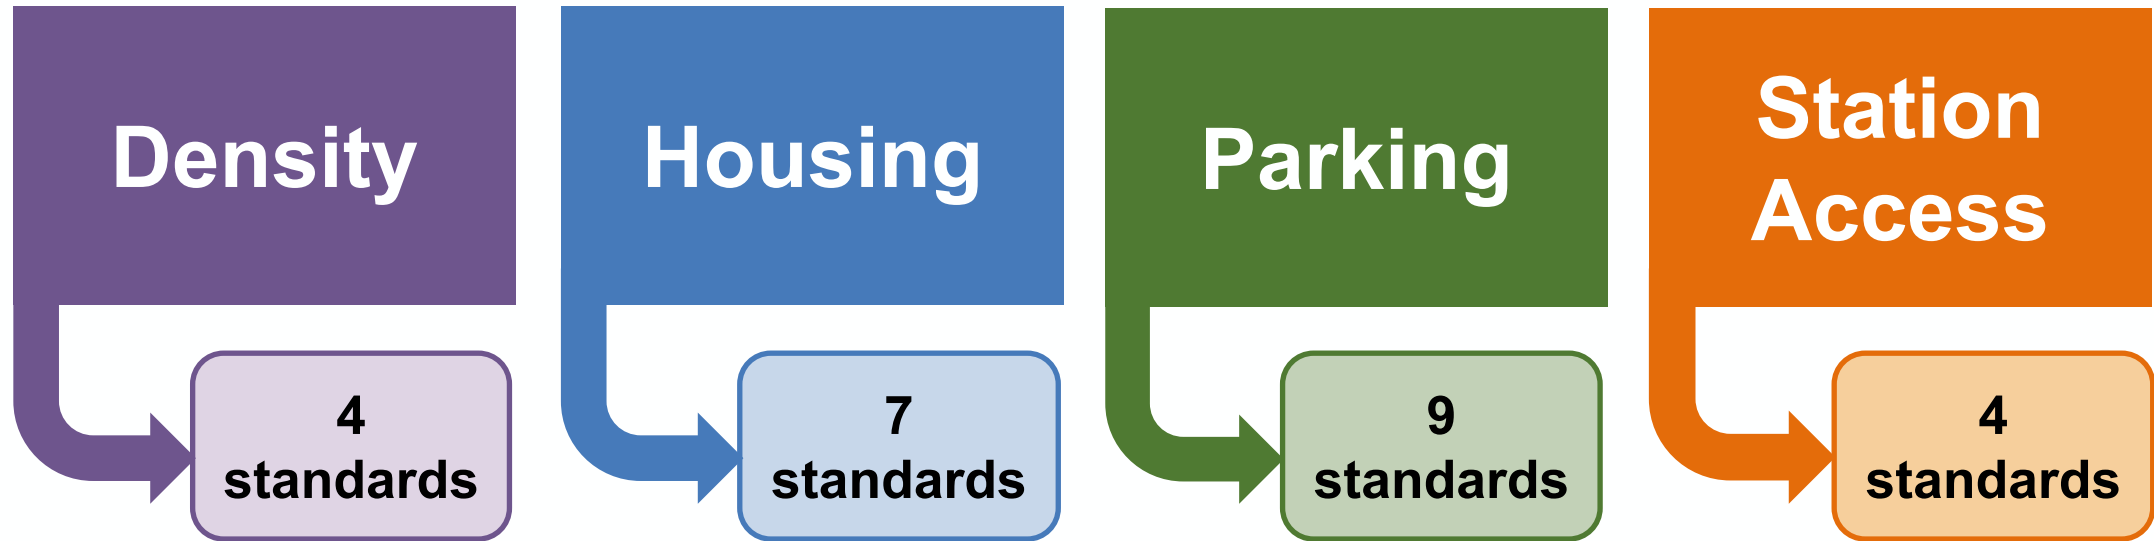 Density
4
standards
Housing
7
standards
Parking
9
standards
Station
Access
4
standards